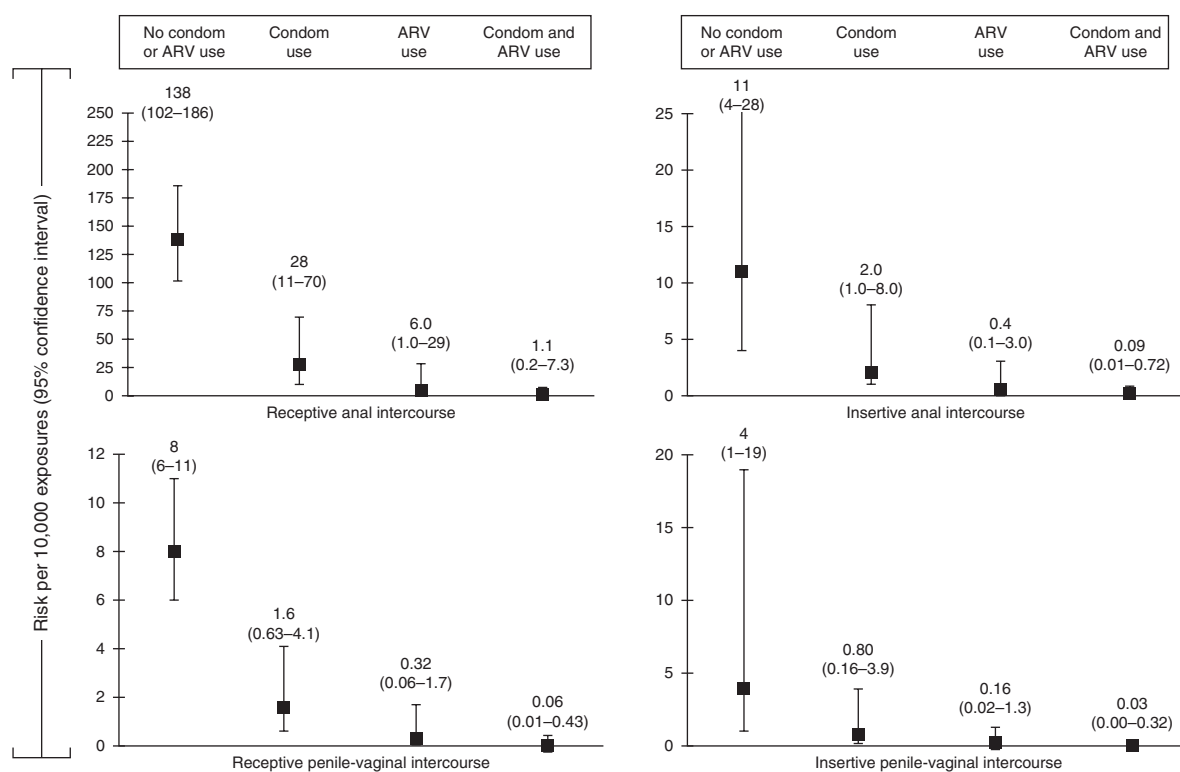 No condom
or ARV use
Condom
use
ARV
use
Condom and
ARV use
No condom
or ARV use
Condom
use
ARV
use
Condom and
ARV use
Risk per 10,000 exposures (95% confidence interval)
250
225
200
175
150
125
100
75
50
25
0
138
(102–186)
28
(11–70)
6.0
(1.0–29)
1.1
(0.2–7.3)
Receptive anal intercourse
25
20
15
10
5
0
11
(4–28)
2.0
(1.0–8.0)
0.4
(0.1–3.0)
0.09
(0.01–0.72)
Insertive anal intercourse
12
10
8
6
4
2
0
8
(6–11)
1.6
(0.63–4.1)
0.32
(0.06–1.7)
0.06
(0.01–0.43)
Receptive penile-vaginal intercourse
20
15
10
5
0
4
(1–19)
0.80
(0.16–3.9)
0.16
(0.02–1.3)
0.03
(0.00–0.32)
Insertive penile-vaginal intercourse